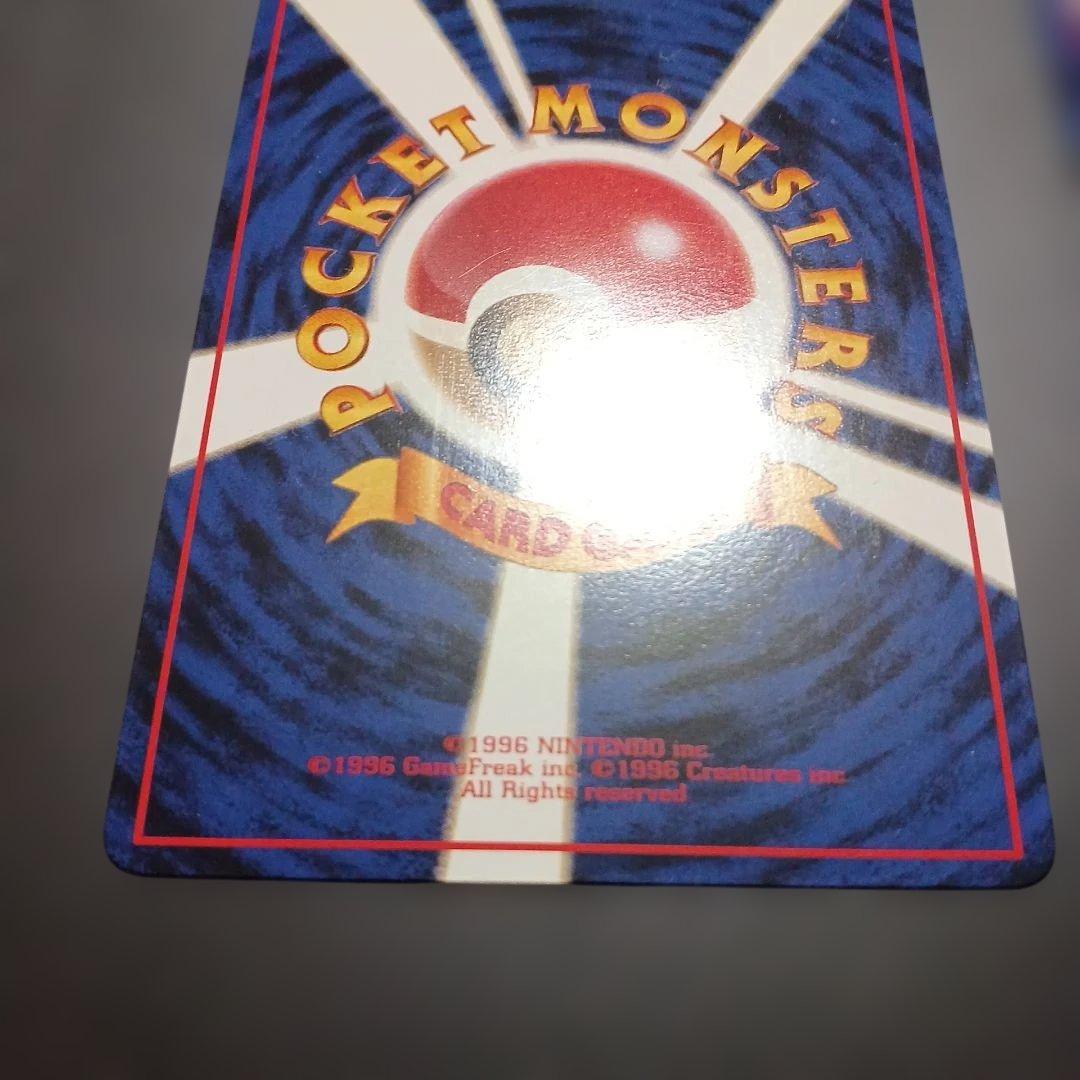 POCKET MONSTERS
CARD
©1996 NINTENDO inc.
©1996 GameFreak inc. ©1996 Creatures inc.
All Rights reserved